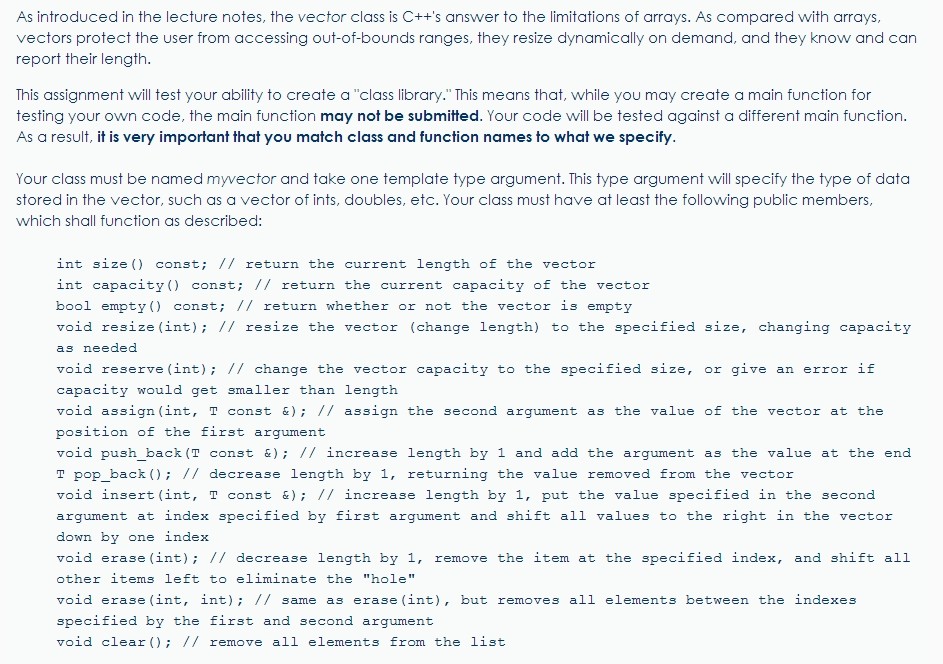 As introduced in the lecture notes, the vector class is C++'s answer to the limitations of arrays. As compared with arrays,
vectors protect the user from accessing out-of-bounds ranges, they resize dynamically on demand, and they know and can
report their length.
This assignment will test your ability to create a "class library." This means that, while you may create a main function for
testing your own code, the main function may not be submitted. Your code will be tested against a different main function.
As a result, it is very important that you match class and function names to what we specify.
Your class must be named myvector and take one template type argument. This type argument will specify the type of data
stored in the vector, such as a vector of ints, doubles, etc. Your class must have at least the following public members,
which shall function as described:
int size() const; // return the current length of the vector
int capacity() const; // return the current capacity of the vector
bool empty() const; // return whether or not the vector is empty
void resize(int); // resize the vector (change length) to the specified size, changing capacity
as needed
void reserve(int); // change the vector capacity to the specified size, or give an error if
capacity would get smaller than length
void assign(int, T const &); // assign the second argument as the value of the vector at the
position of the first argument
void push_back(T const &); // increase length by 1 and add the argument as the value at the end
T pop_back(); // decrease length by 1, returning the value removed from the vector
void insert(int, T const &); // increase length by 1, put the value specified in the second
argument at index specified by first argument and shift all values to the right in the vector
down by one index
void erase(int); // decrease length by 1, remove the item at the specified index, and shift all
other items left to eliminate the "hole"
void erase(int, int); // same as erase(int), but removes all elements between the indexes
specified by the first and second argument
void clear(); // remove all elements from the list